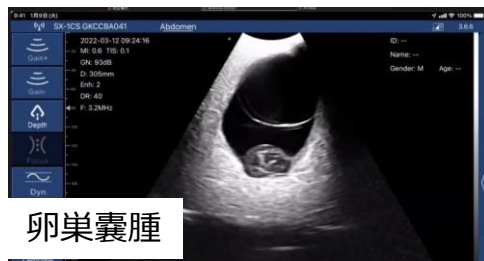 9:41 1月9日(火)
100%
SX-1CS GKCCBA041 Abdomen 3.6.6
2022-03-12 09:24:16
MI: 0.6 TIS: 0.1
GN: 93dB
D: 305mm
Enh: 2
DR: 40
F: 3.2MHz
ID: --
Name: --
Gender: M Age: --
Gain+
Gain-
Depth
Focus
Dyn.
卵巣嚢腫